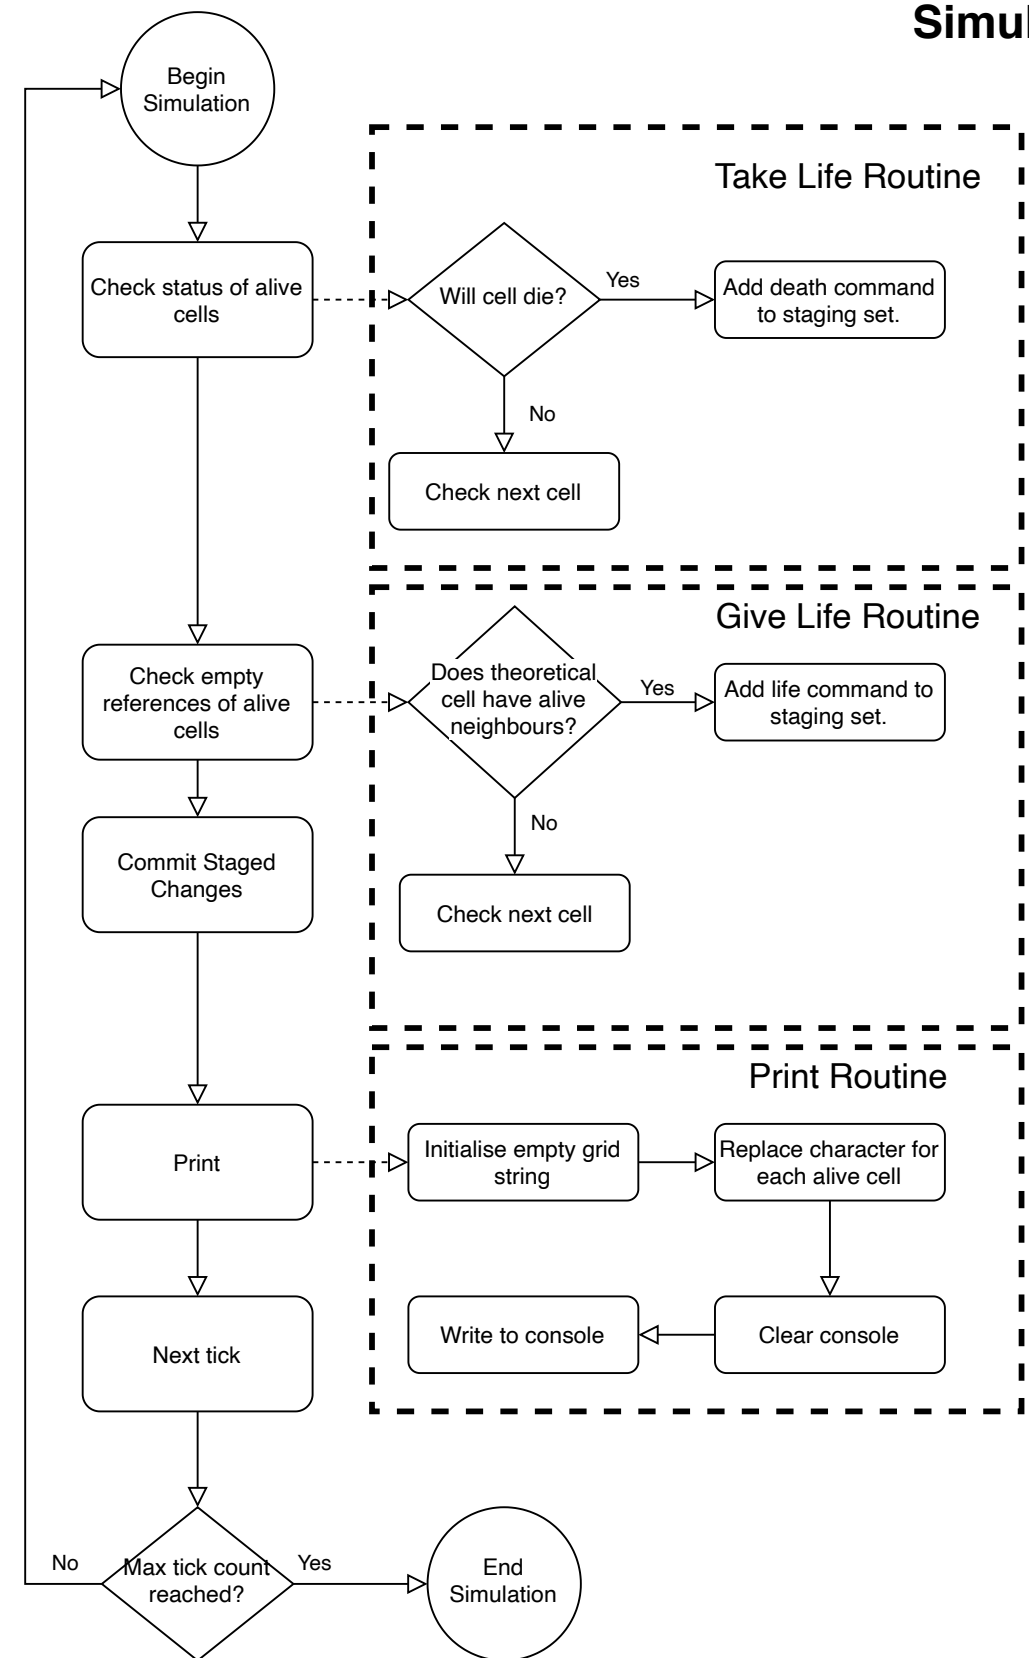 Simul
Begin
Simulation
Take Life Routine
Check status of alive
cells
Will cell die?
Yes
Add death command
to staging set.
No
Check next cell
Give Life Routine
Check empty
references of alive
cells
Does theoretical
cell have alive
neighbours?
Yes
Add life command to
staging set.
No
Check next cell
Commit Staged
Changes
Print Routine
Print
Initialise empty grid
string
Replace character for
each alive cell
Write to console
Clear console
Next tick
No
Max tick count
reached?
Yes
End
Simulation